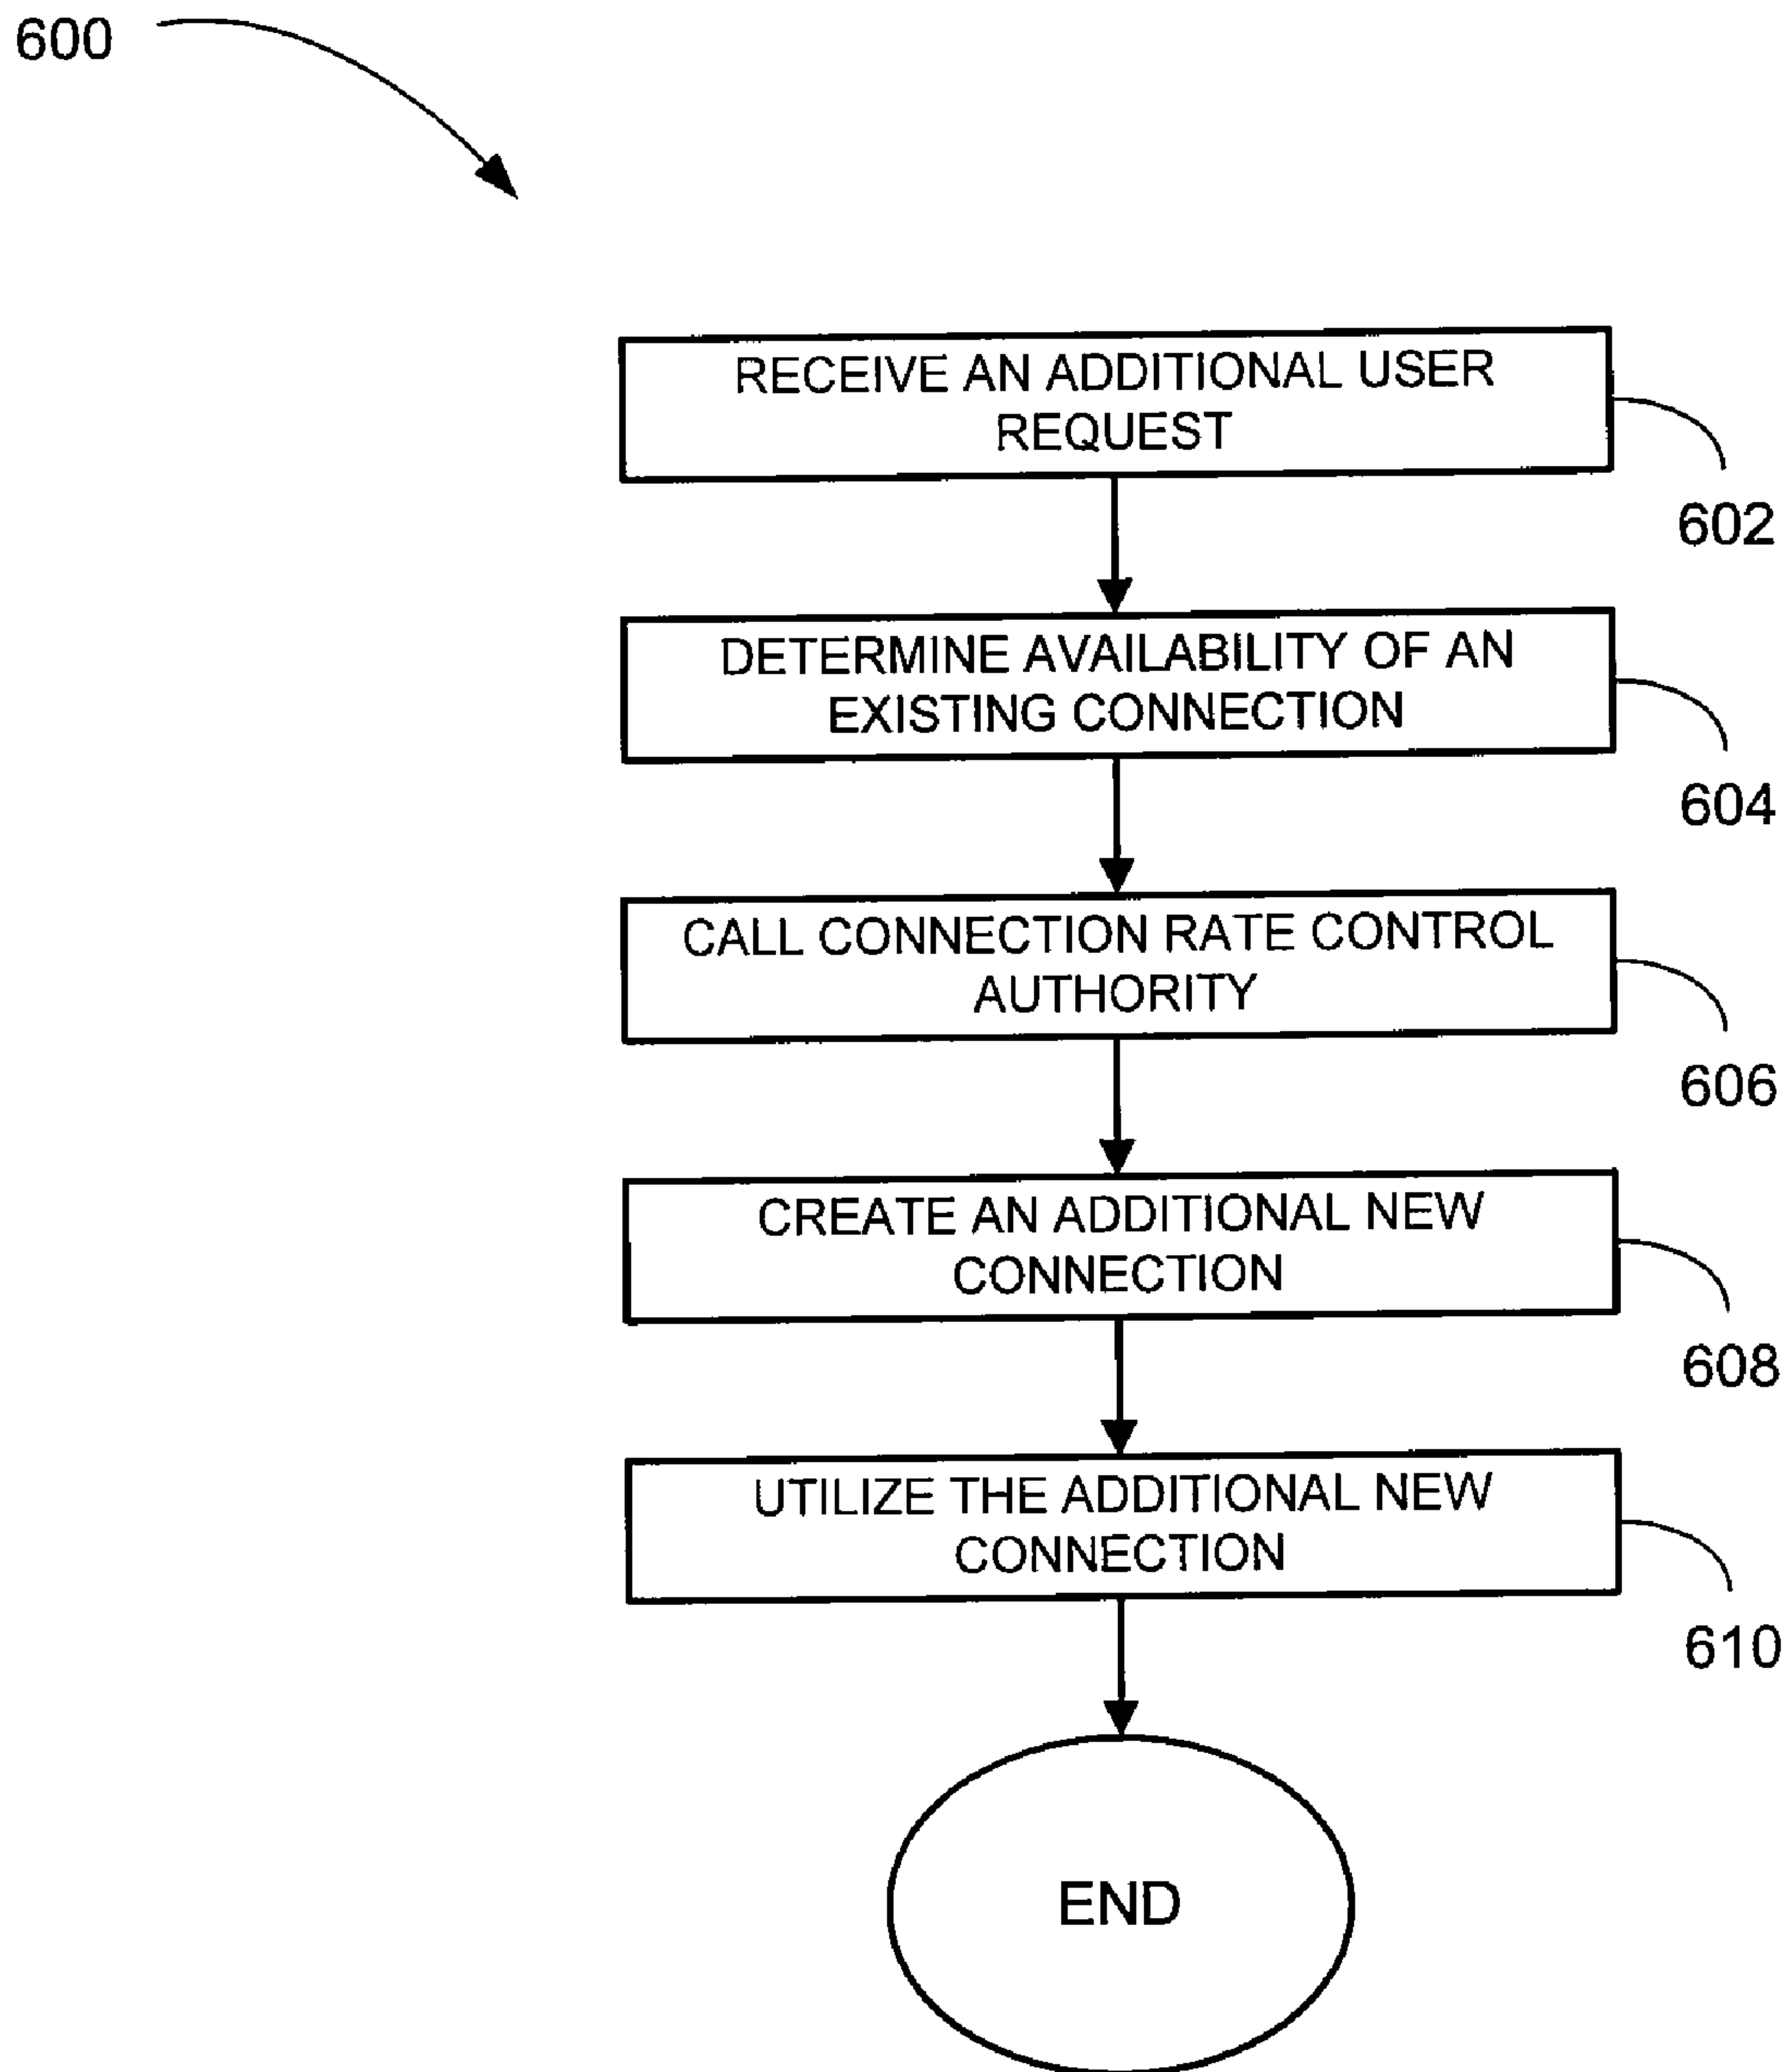 600
RECEIVE AN ADDITIONAL USER
REQUEST
602
DETERMINE AVAILABILITY OF AN
EXISTING CONNECTION
604
CALL CONNECTION RATE CONTROL
AUTHORITY
606
CREATE AN ADDITIONAL NEW
CONNECTION
608
UTILIZE THE ADDITIONAL NEW
CONNECTION
610
END